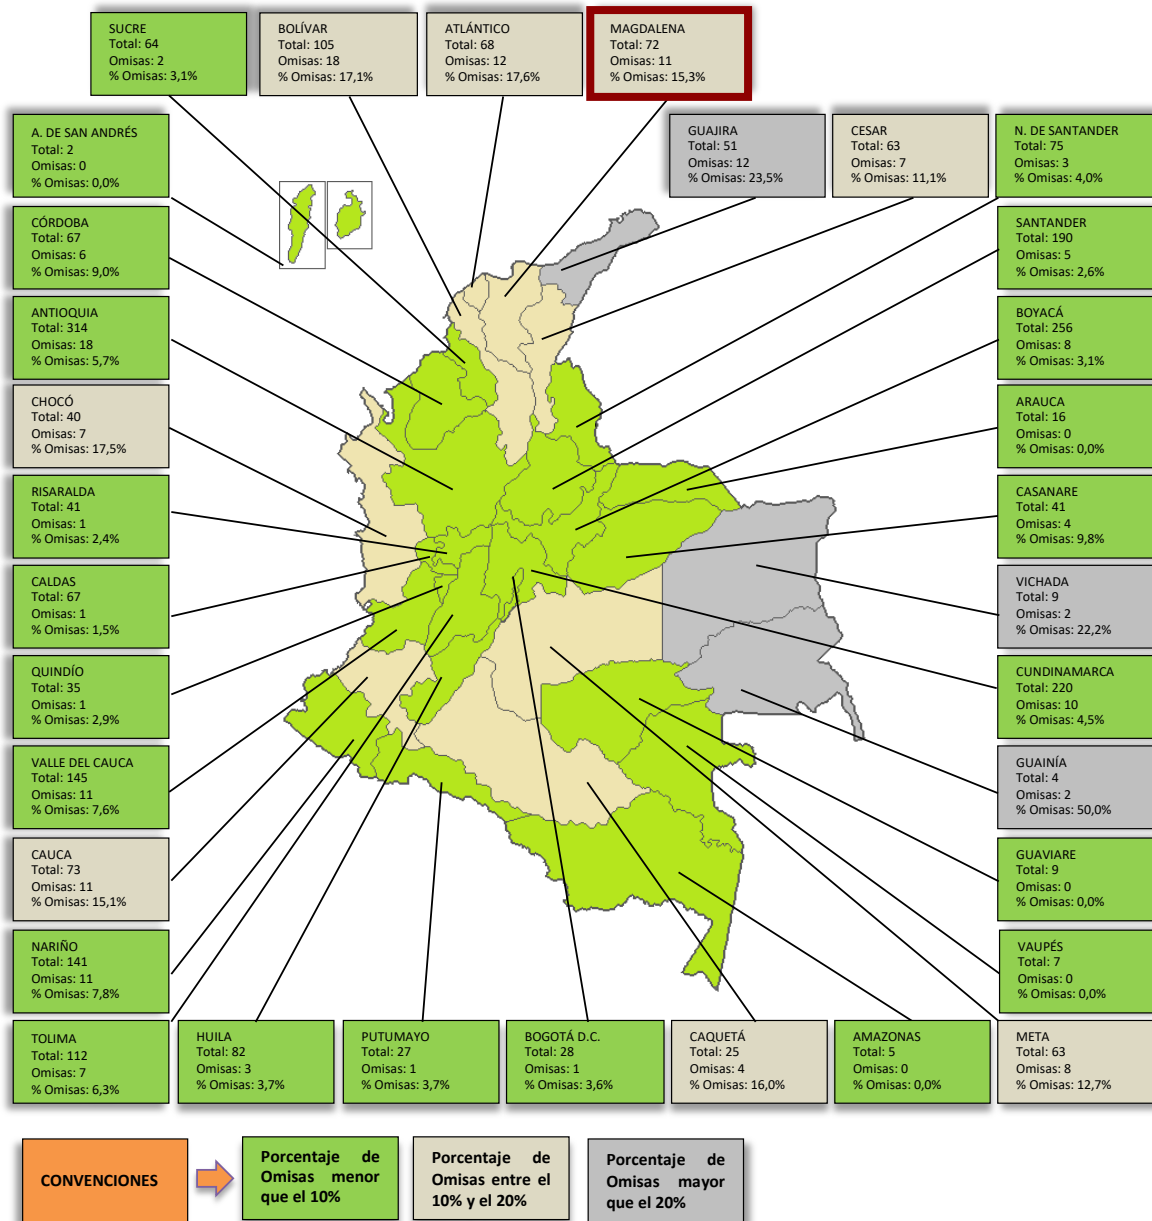 SUCRE
Total: 64
Omisas: 2
% Omisas: 3,1%
BOLÍVAR
Total: 105
Omisas: 18
% Omisas: 17,1%
ATLÁNTICO
Total: 68
Omisas: 12
% Omisas: 17,6%
MAGDALENA
Total: 72
Omisas: 11
% Omisas: 15,3%
A. DE SAN ANDRÉS
Total: 2
Omisas: 0
% Omisas: 0,0%
GUAJIRA
Total: 51
Omisas: 12
% Omisas: 23,5%
CESAR
Total: 63
Omisas: 7
% Omisas: 11,1%
N. DE SANTANDER
Total: 75
Omisas: 3
% Omisas: 4,0%
CÓRDOBA
Total: 67
Omisas: 6
% Omisas: 9,0%
SANTANDER
Total: 190
Omisas: 5
% Omisas: 2,6%
ANTIOQUIA
Total: 314
Omisas: 18
% Omisas: 5,7%
BOYACÁ
Total: 256
Omisas: 8
% Omisas: 3,1%
CHOCÓ
Total: 40
Omisas: 7
% Omisas: 17,5%
ARAUCA
Total: 16
Omisas: 0
% Omisas: 0,0%
RISARALDA
Total: 41
Omisas: 1
% Omisas: 2,4%
CASANARE
Total: 41
Omisas: 4
% Omisas: 9,8%
CALDAS
Total: 67
Omisas: 1
% Omisas: 1,5%
VICHADA
Total: 9
Omisas: 2
% Omisas: 22,2%
QUINDÍO
Total: 35
Omisas: 1
% Omisas: 2,9%
CUNDINAMARCA
Total: 220
Omisas: 10
% Omisas: 4,5%
VALLE DEL CAUCA
Total: 145
Omisas: 11
% Omisas: 7,6%
GUAINÍA
Total: 4
Omisas: 2
% Omisas: 50,0%
CAUCA
Total: 73
Omisas: 11
% Omisas: 15,1%
GUAVIARE
Total: 9
Omisas: 0
% Omisas: 0,0%
NARIÑO
Total: 141
Omisas: 11
% Omisas: 7,8%
VAUPÉS
Total: 7
Omisas: 0
% Omisas: 0,0%
TOLIMA
Total: 112
Omisas: 7
% Omisas: 6,3%
HUILA
Total: 82
Omisas: 3
% Omisas: 3,7%
PUTUMAYO
Total: 27
Omisas: 1
% Omisas: 3,7%
BOGOTÁ D.C.
Total: 28
Omisas: 1
% Omisas: 3,6%
CAQUETÁ
Total: 25
Omisas: 4
% Omisas: 16,0%
AMAZONAS
Total: 5
Omisas: 0
% Omisas: 0,0%
META
Total: 63
Omisas: 8
% Omisas: 12,7%
CONVENCIONES
Porcentaje de
Omisas menor
que el 10%
Porcentaje de
Omisas entre el
10% y el 20%
Porcentaje de
Omisas mayor
que el 20%